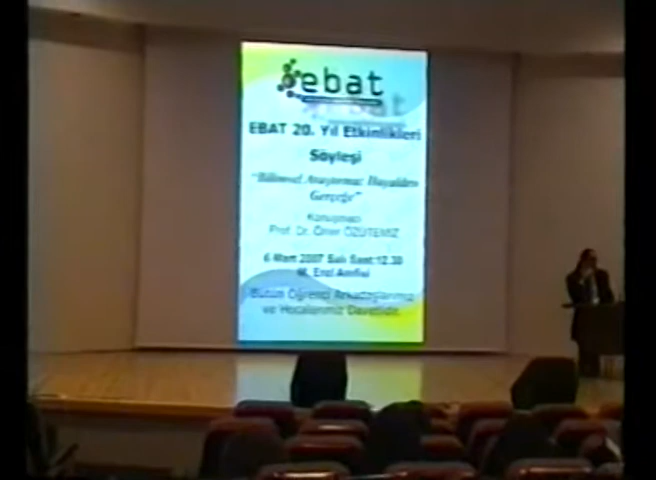 ebat
EBAT 20. Yıl Etkinlikleri
Söyleşi
"Bilimsel Araştırma: Hayalden
Gerçeğe"
Konuşmacı
Prof. Dr. Ömer ÖZÜTEMİZ
6 Mart 2007 Salı Saat:12.30
M. Erol Amfisi
Bütün Öğrenci Arkadaşlarımız
ve Hocalarımız Davetlidir.